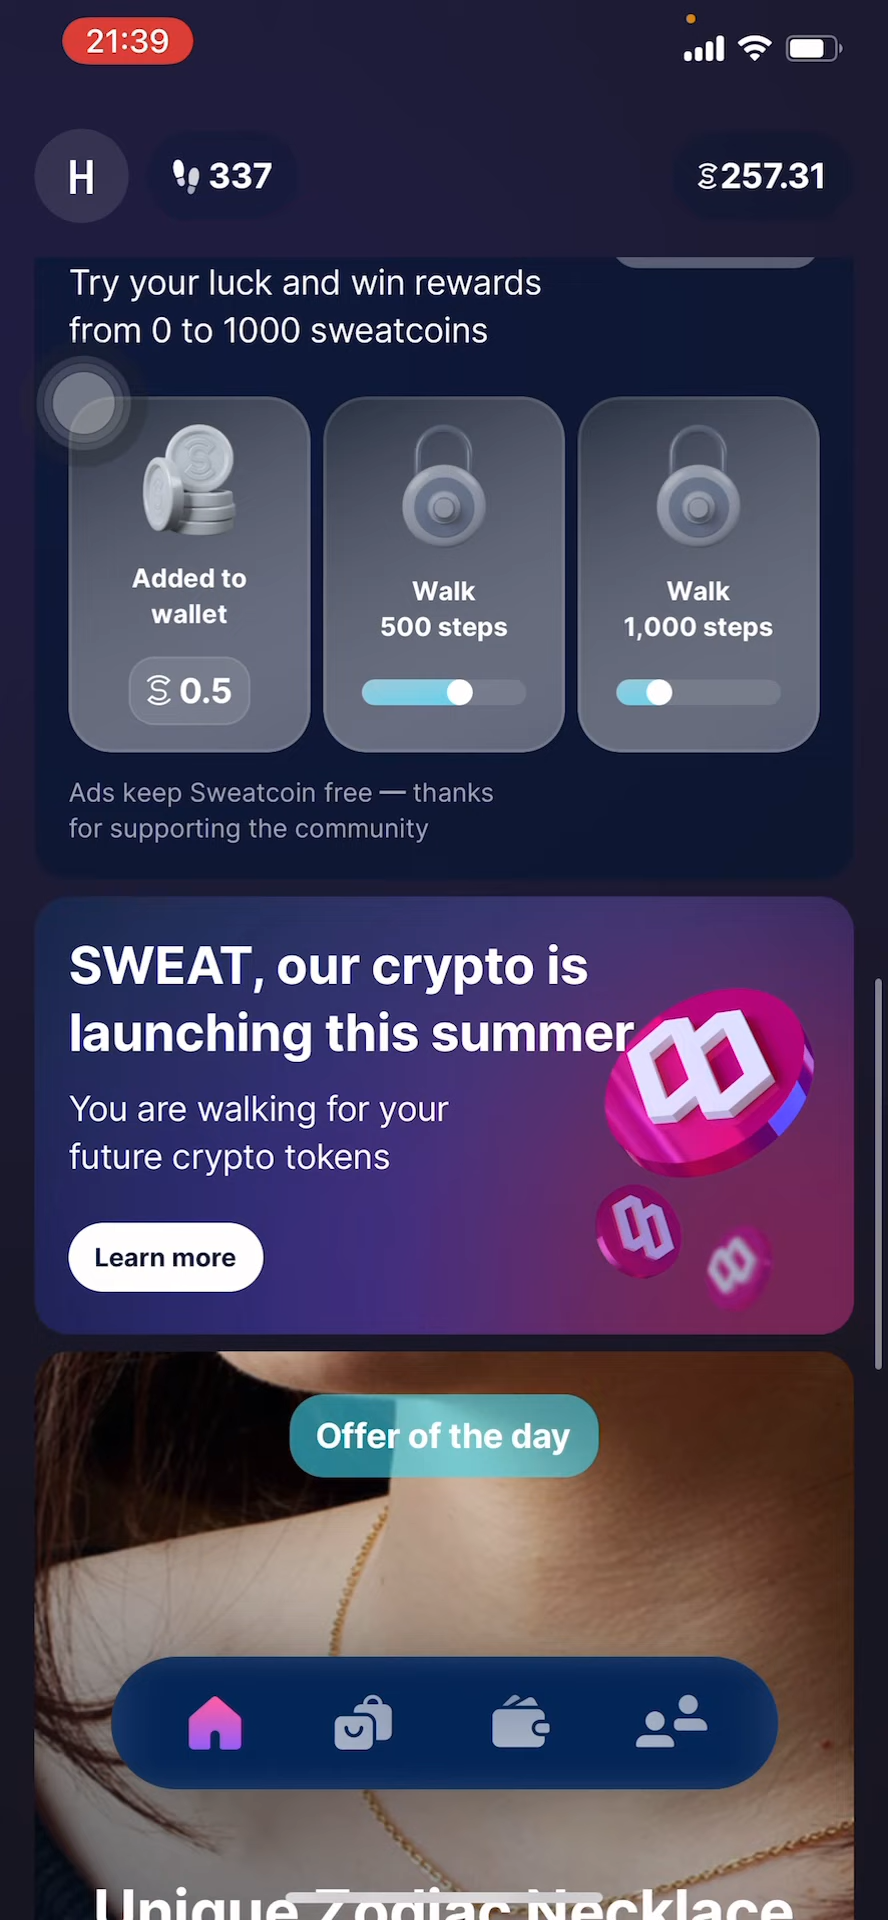 21:39
H
337
257.31
Try your luck and win rewards
from 0 to 1000 sweatcoins
Added to
wallet
0.5
Walk
500 steps
Walk
1,000 steps
Ads keep Sweatcoin free — thanks
for supporting the community
SWEAT, our crypto is
launching this summer
You are walking for your
future crypto tokens
Learn more
Offer of the day
Unique Zodiac Necklace